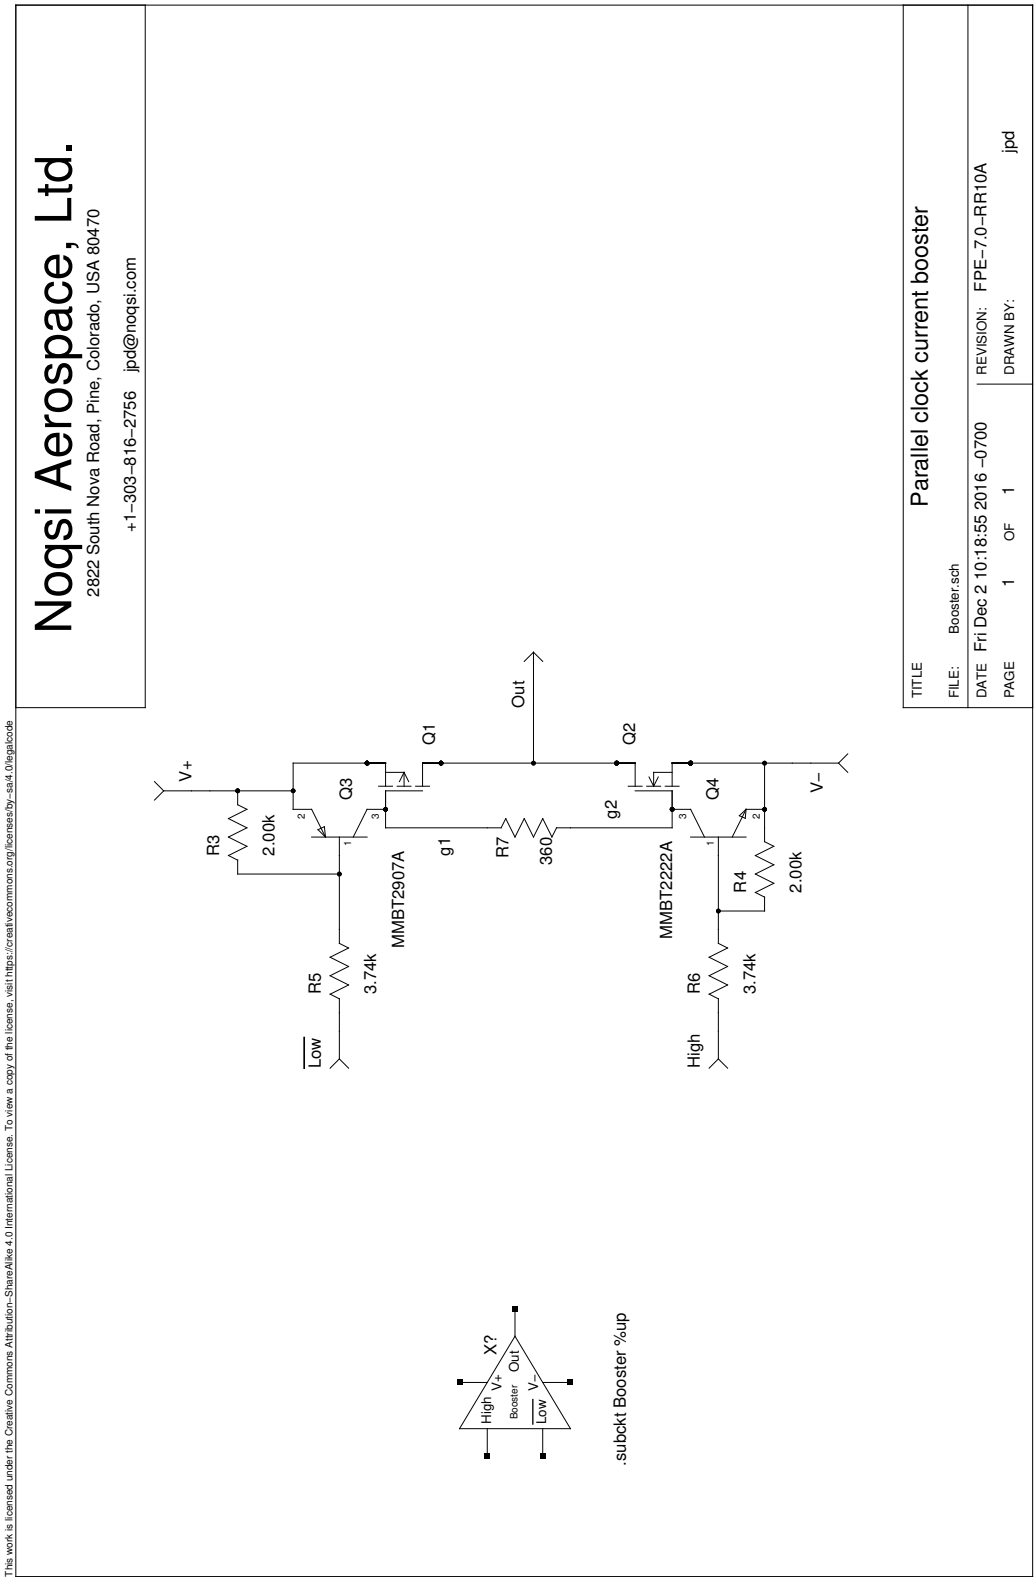 This work is licensed under the Creative Commons Attribution−ShareAlike 4.0 International License. To view a copy of the license, visit https://creativecommons.org/licenses/by−sa/4.0/legalcode
Noqsi Aerospace, Ltd.
2822 South Nova Road, Pine, Colorado, USA 80470
+1−303−816−2756 jpd@noqsi.com
V+
R3
2.00k
2
Q3
1
3
Q1
Low
R5
3.74k
MMBT2907A
g1
R7
360
Out
g2
Q2
MMBT2222A
3
Q4
High
R6
3.74k
1
2
R4
2.00k
V−
X?
High
V+
Booster
Out
Low
V−
.subckt Booster %up
TITLE
Parallel clock current booster
FILE: Booster.sch
REVISION: FPE−7.0−RR10A
DATE Fri Dec 2 10:18:55 2016 −0700
PAGE 1 OF 1
DRAWN BY: jpd